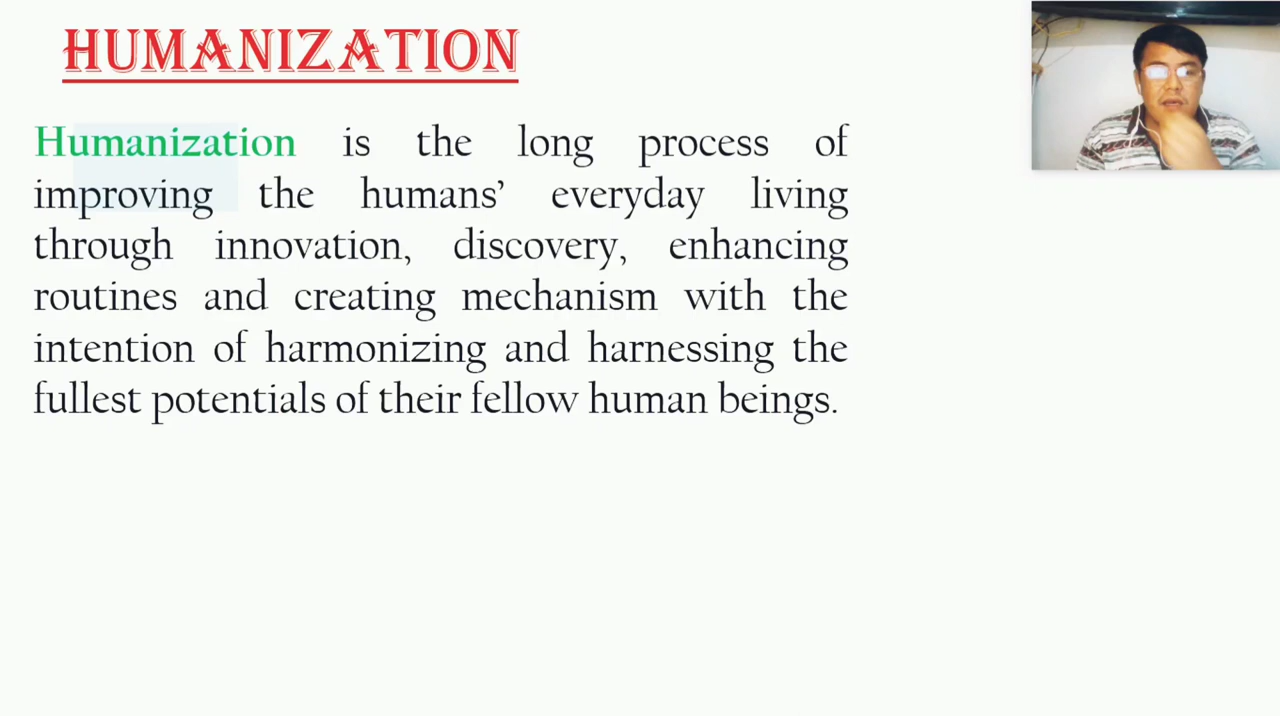 HUMANIZATION
Humanization is the long process of
improving the humans’ everyday living
through innovation, discovery, enhancing
routines and creating mechanism with the
intention of harmonizing and harnessing the
fullest potentials of their fellow human beings.